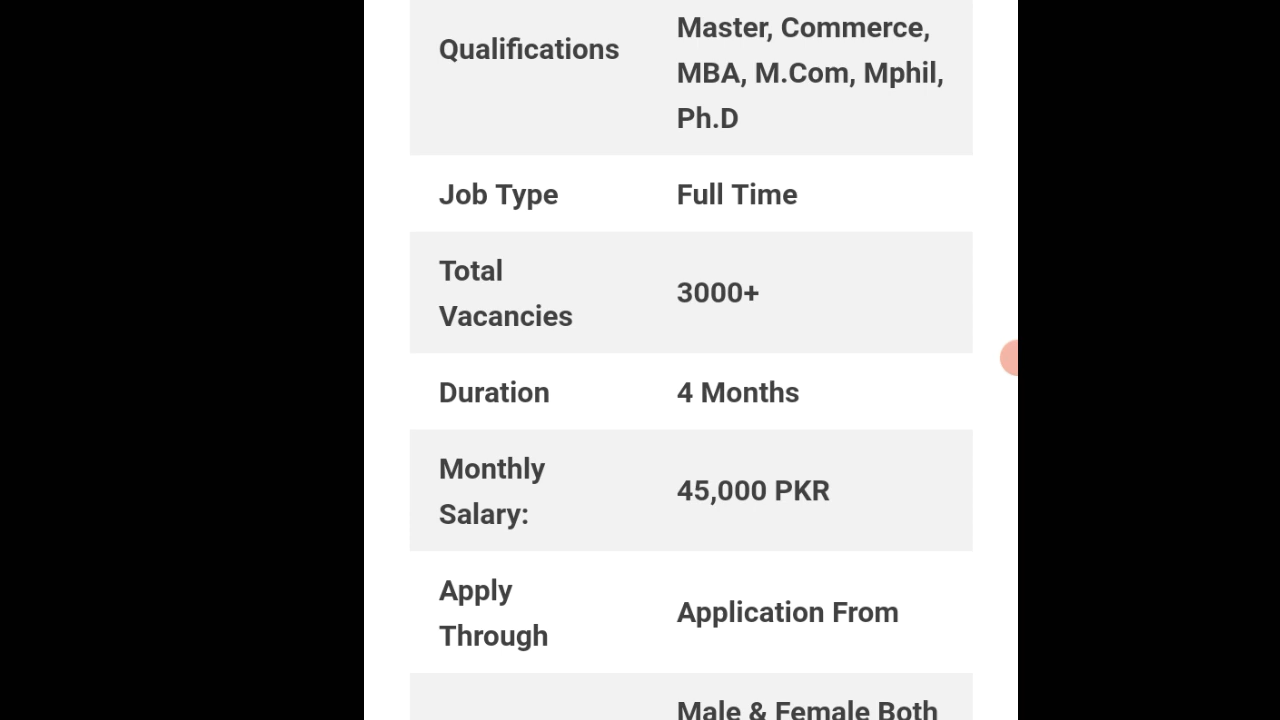 Qualifications
Master, Commerce,
MBA, M.Com, Mphil,
Ph.D
Job Type
Full Time
Total
Vacancies
3000+
Duration
4 Months
Monthly
Salary:
45,000 PKR
Apply
Through
Application From
Male & Female Both